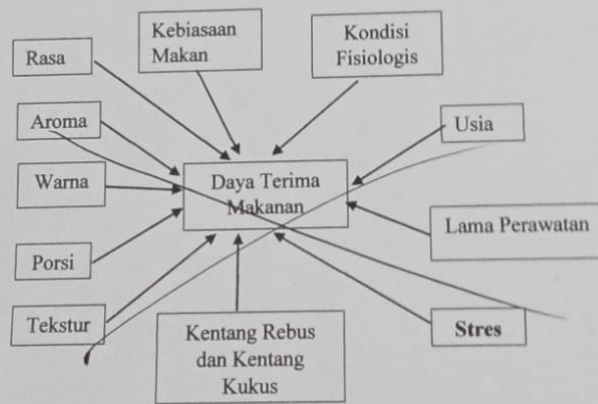 Kebiasaan
Makan
Kondisi
Fisiologis
Rasa
Aroma
Usia
Warna
Daya Terima
Makanan
Lama Perawatan
Porsi
Tekstur
Kentang Rebus
dan Kentang
Kukus
Stres